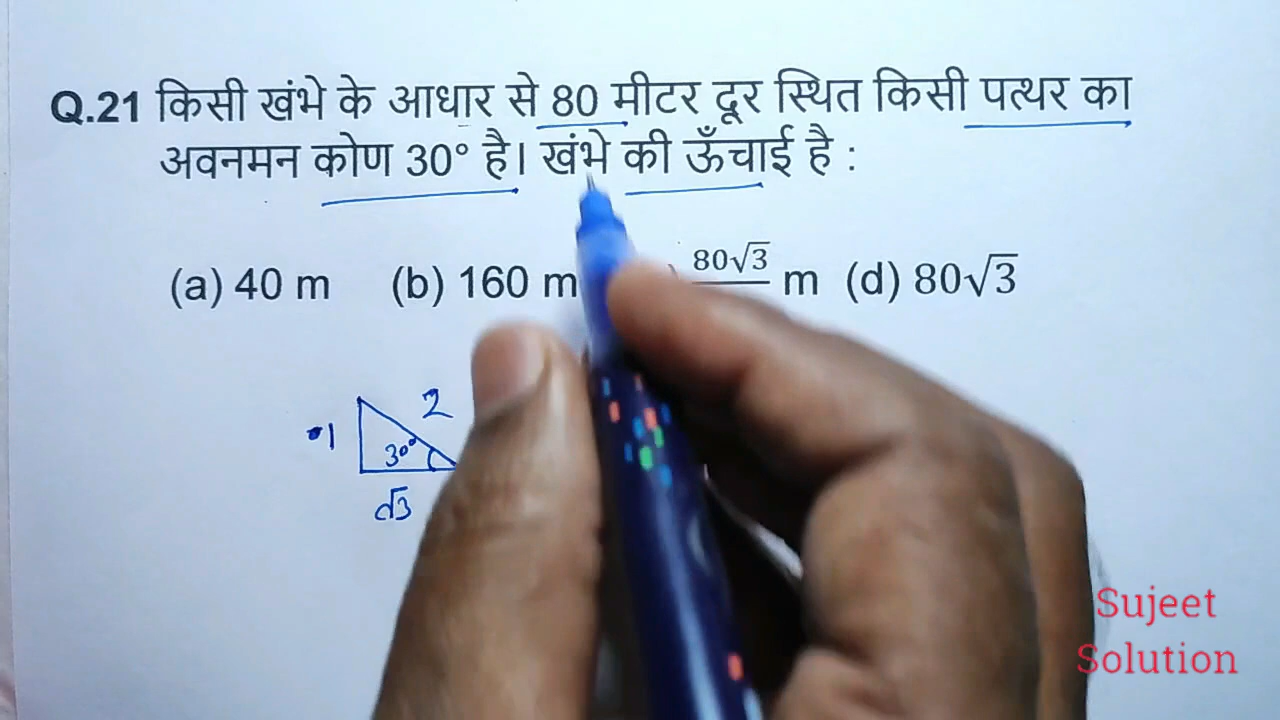 Q.21 किसी खंभे के आधार से 80 मीटर दूर स्थित किसी पत्थर का
अवनमन कोण 30° है। खंभे की ऊँचाई है :
(a) 40 m (b) 160 m ) 80√3 m (d) 80√3
2
1
30°
√3
Sujeet
Solution